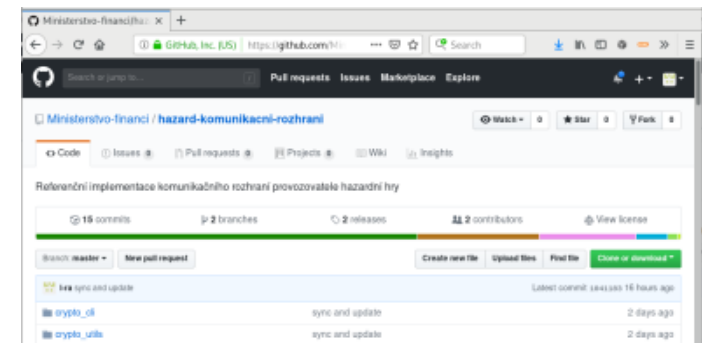 Ministerstvo-financi/haz
GitHub, Inc. (US) https://github.com/Min Search
Search or jump to... Pull requests Issues Marketplace Explore
Ministerstvo-financi / hazard-komunikacni-rozhrani Watch 0 Star 0 Fork 0
Code Issues 0 Pull requests 0 Projects 0 Wiki Insights
Referenční implementace komunikačního rozhraní provozovatele hazardní hry
15 commits 2 branches 2 releases 2 contributors View license
Branch: master New pull request Create new file Upload files Find file Clone or download
sync and update Latest commit 16 hours ago
crypto_cli sync and update 2 days ago
crypto_utils sync and update 2 days ago